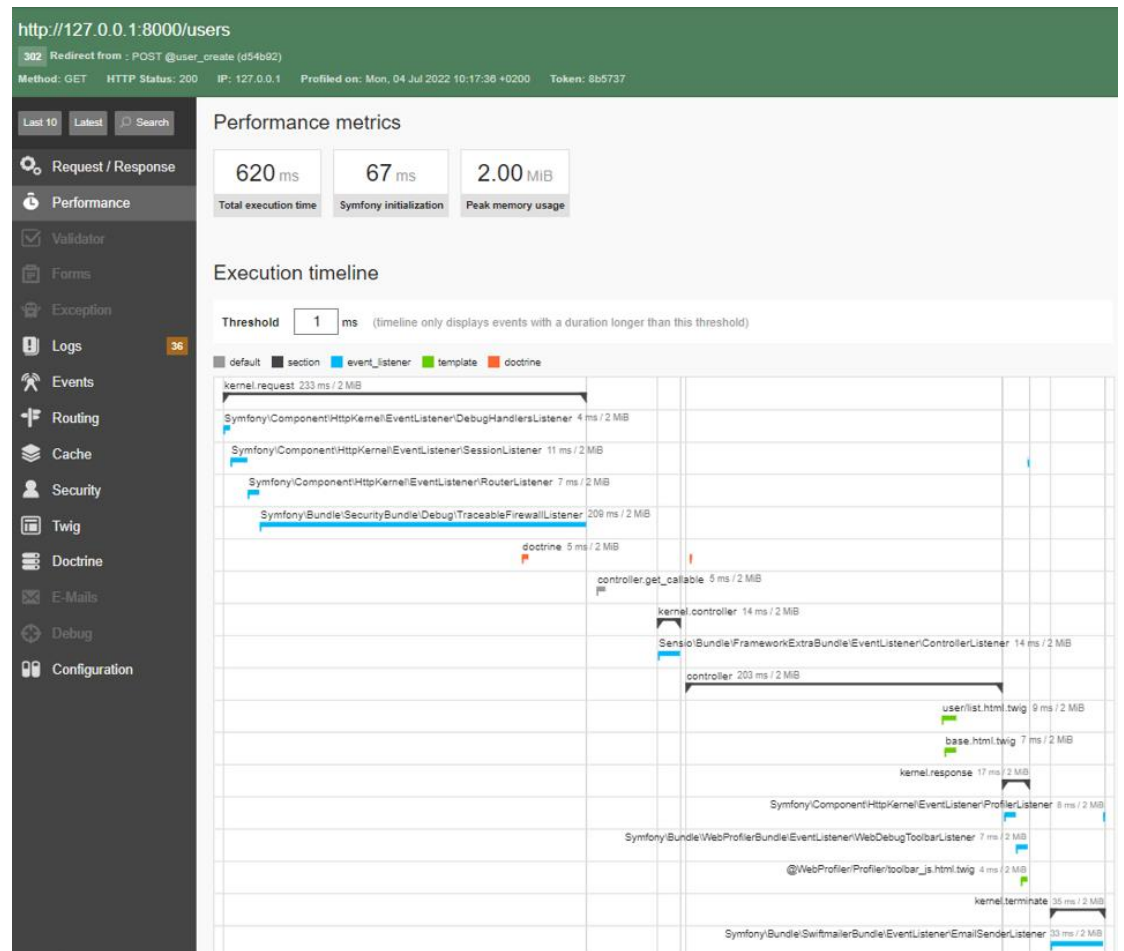 http://127.0.0.1:8000/users
302 Redirect from : POST @user_create (d54b92)
Method: GET HTTP Status: 200 IP: 127.0.0.1 Profiled on: Mon, 04 Jul 2022 10:17:36 +0200 Token: 8b5737
Last 10 Latest Search
Request / Response
Performance
Validator
Forms
Exception
Logs 36
Events
Routing
Cache
Security
Twig
Doctrine
E-Mails
Debug
Configuration
Performance metrics
620 ms 67 ms 2.00 MiB
Total execution time Symfony initialization Peak memory usage
Execution timeline
Threshold 1 ms (timeline only displays events with a duration longer than this threshold)
default section event_listener template doctrine
kernel.request 233 ms / 2 MiB
Symfony\Component\HttpKernel\EventListener\DebugHandlersListener 4 ms / 2 MiB
Symfony\Component\HttpKernel\EventListener\SessionListener 11 ms / 2 MiB
Symfony\Component\HttpKernel\EventListener\RouterListener 7 ms / 2 MiB
Symfony\Bundle\SecurityBundle\Debug\TraceableFirewallListener 209 ms / 2 MiB
doctrine 5 ms / 2 MiB
controller.get_callable 5 ms / 2 MiB
kernel.controller 14 ms / 2 MiB
Sensio\Bundle\FrameworkExtraBundle\EventListener\ControllerListener 14 ms / 2 MiB
controller 203 ms / 2 MiB
user/list.html.twig 9 ms / 2 MiB
base.html.twig 7 ms / 2 MiB
kernel.response 17 ms / 2 MiB
Symfony\Component\HttpKernel\EventListener\ProfilerListener 8 ms / 2 MiB
Symfony\Bundle\WebProfilerBundle\EventListener\WebDebugToolbarListener 7 ms / 2 MiB
@WebProfiler/Profiler/toolbar_js.html.twig 4 ms / 2 MiB
kernel.terminate 35 ms / 2 MiB
Symfony\Bundle\SwiftmailerBundle\EventListener\EmailSenderListener 33 ms / 2 MiB